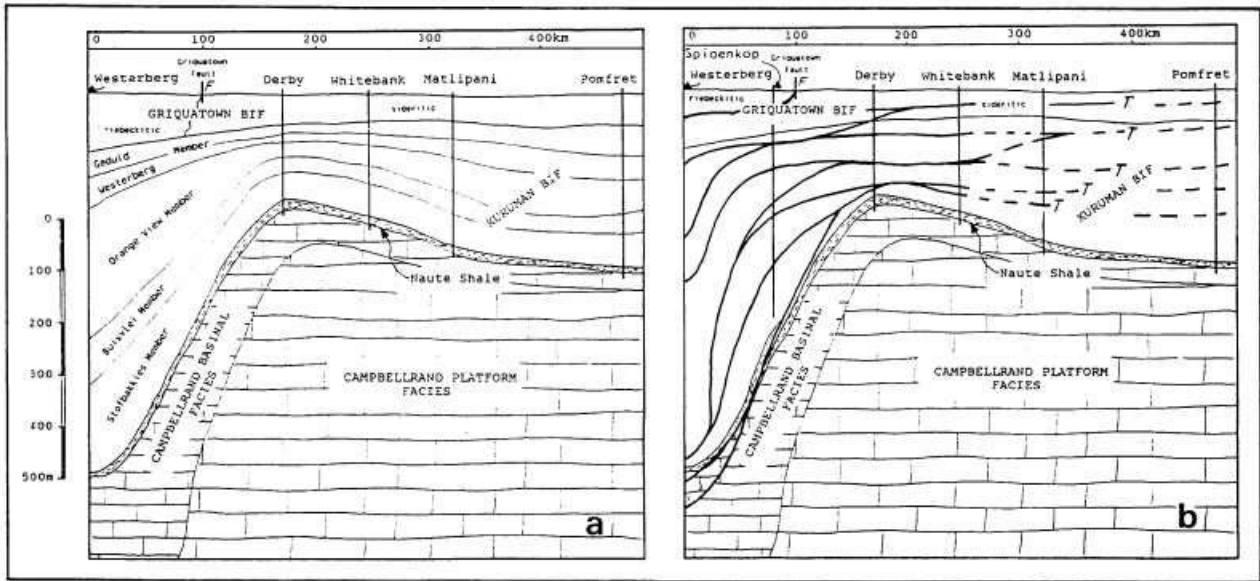 0 100 200 300 400km
Griquatown
Fault
F
Westerberg Derby Whitebank Matlipani Pomfret
GRIQUATOWN BIF
sideritic
riebeckitic
Geduld Member
Westerberg
Orange View Member
KURUMAN BIF
Naute Shale
Stofbakkies Member
CAMPBELLRAND BASINAL
FACIES
CAMPBELLRAND PLATFORM
FACIES
0
100
200
300
400
500m
a
0 100 200 300 400km
Griquatown
Spioenkop
Fault
F
Westerberg Derby Whitebank Matlipani Pomfret
riebeckitic
GRIQUATOWN BIF
sideritic
T
T
T
T
KURUMAN BIF
Naute Shale
CAMPBELLRAND BASINAL
FACIES
CAMPBELLRAND PLATFORM
FACIES
b